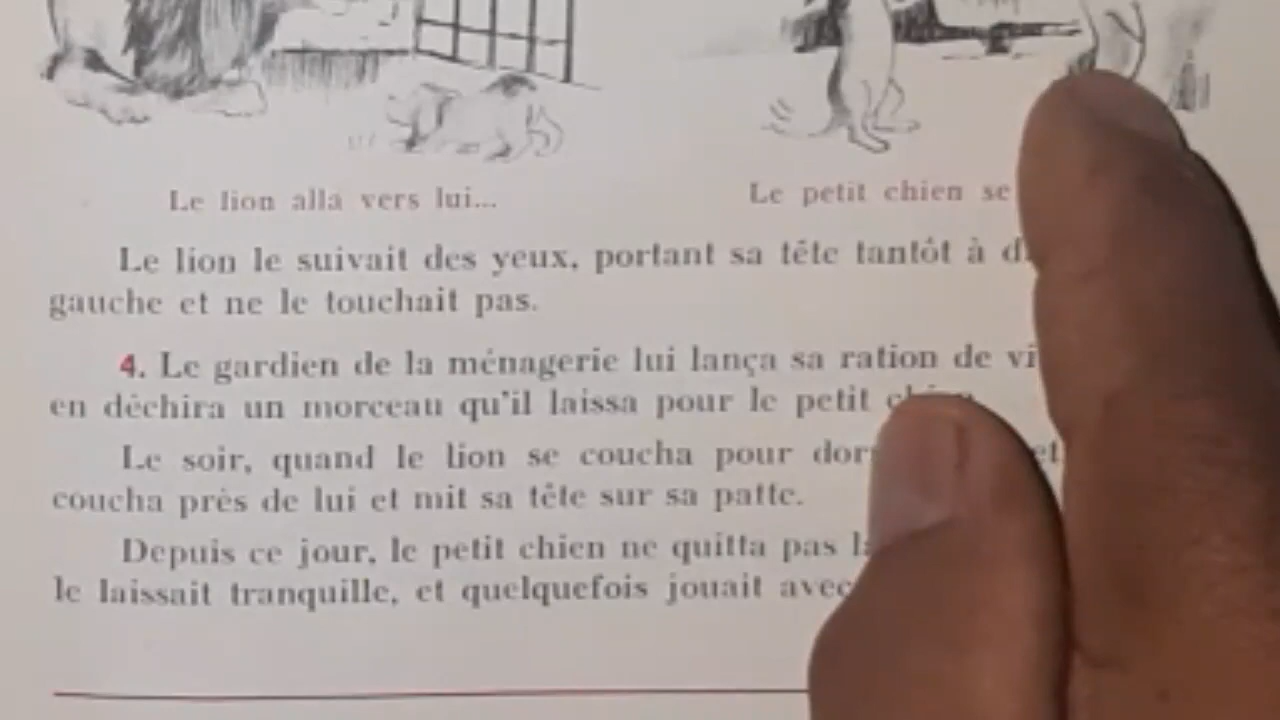 Le lion alla vers lui...
Le petit chien se
Le lion le suivait des yeux, portant sa tête tantôt à
gauche et ne le touchait pas.
4. Le gardien de la ménagerie lui lança sa ration de
en déchira un morceau qu'il laissa pour le petit chien
Le soir, quand le lion se coucha pour
coucha près de lui et mit sa tête sur sa patte.
Depuis ce jour, le petit chien ne quitta pas
le laissait tranquille, et quelquefois jouait avec